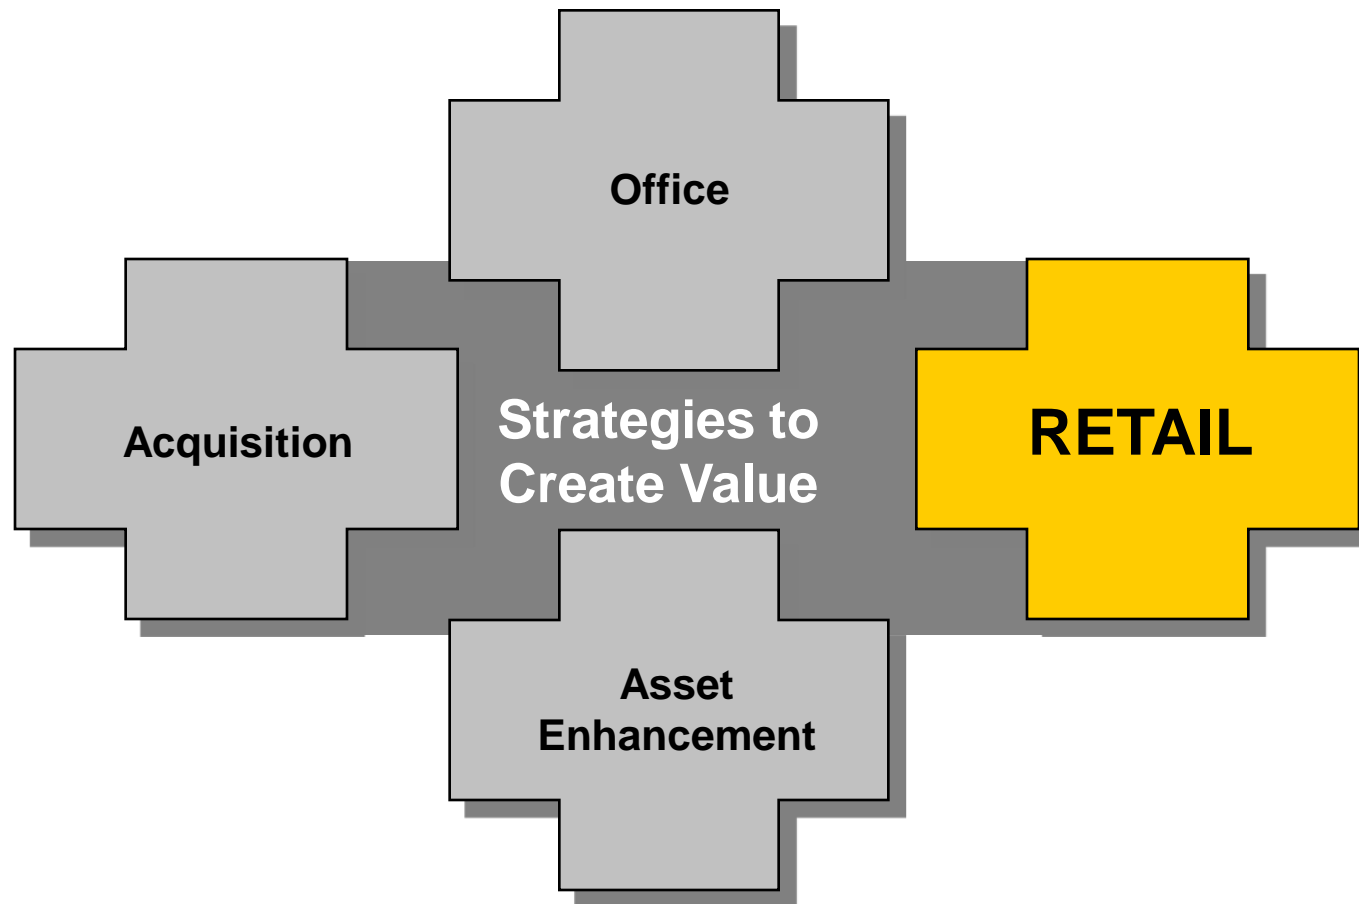 Office
Acquisition
Strategies to
Create Value
RETAIL
Asset
Enhancement